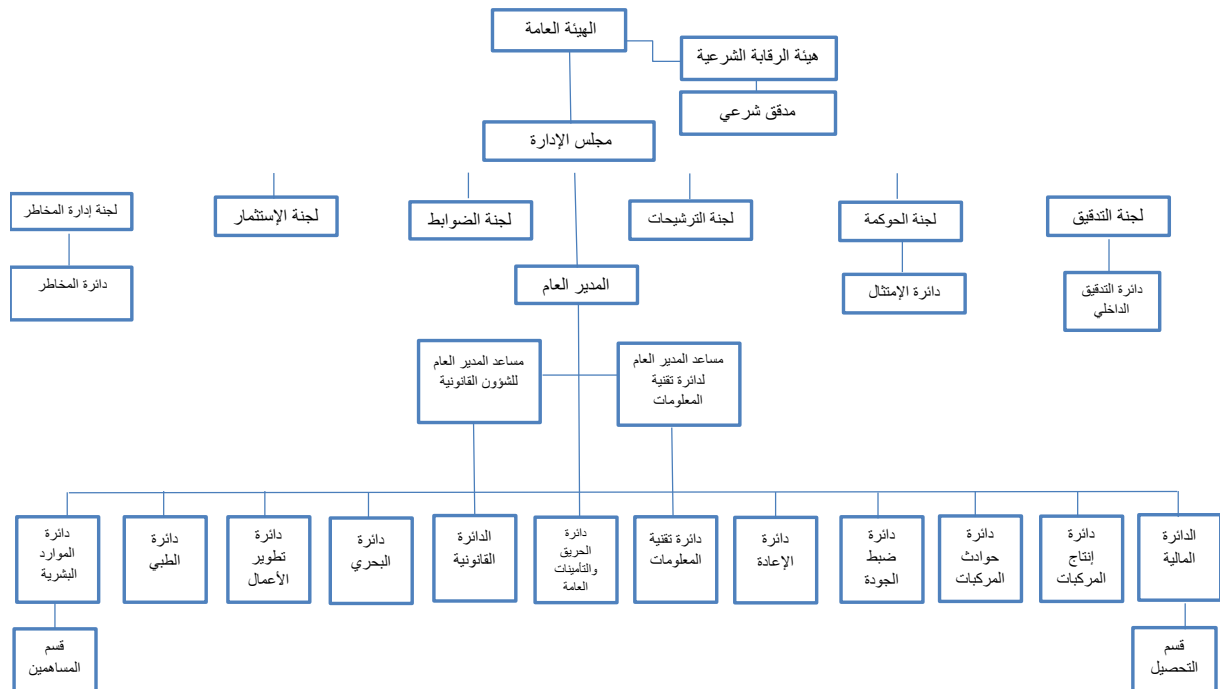 الهيئة العامة
هيئة الرقابة الشرعية
مدقق شرعي
مجلس الإدارة
لجنة التدقيق
لجنة الحوكمة
لجنة الترشيحات
لجنة الضوابط
لجنة الإستثمار
لجنة إدارة المخاطر
دائرة التدقيق
الداخلي
دائرة الإمتثال
المدير العام
دائرة المخاطر
مساعد المدير العام
لدائرة تقنية
المعلومات
مساعد المدير العام
للشؤون القانونية
الدائرة
المالية
دائرة
إنتاج
المركبات
دائرة
حوادث
المركبات
دائرة
ضبط
الجودة
دائرة
الإعادة
دائرة تقنية
المعلومات
دائرة
الحريق
والتأمينات
العامة
الدائرة
القانونية
دائرة
البحري
دائرة
تطوير
الأعمال
دائرة
الطبي
دائرة
الموارد
البشرية
قسم
التحصيل
قسم
المساهمين